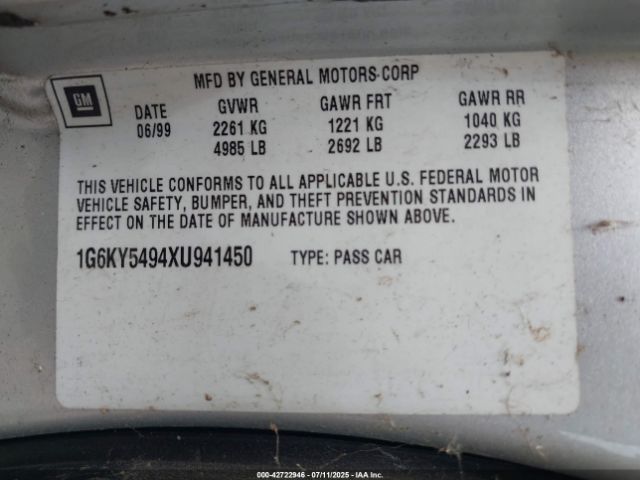 GM
MFD BY GENERAL MOTORS CORP
DATE GVWR GAWR FRT GAWR RR
06/99 2261 KG 1221 KG 1040 KG
4985 LB 2692 LB 2293 LB
THIS VEHICLE CONFORMS TO ALL APPLICABLE U.S. FEDERAL MOTOR
VEHICLE SAFETY, BUMPER, AND THEFT PREVENTION STANDARDS IN
EFFECT ON THE DATE OF MANUFACTURE SHOWN ABOVE.
1G6KY5494XU941450 TYPE: PASS CAR
000-42722946 - 07/11/2025 - IAA Inc.